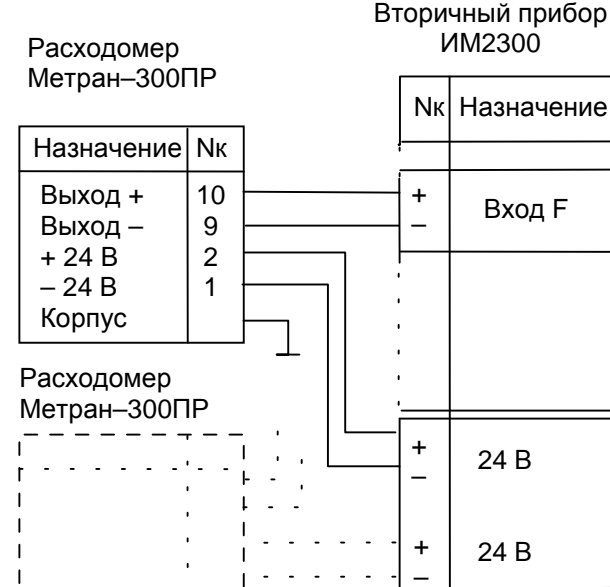 Вторичный прибор
ИМ2300
Расходомер
Метран–300ПР
Nк Назначение
Назначение Nк
Выход + 10
Выход – 9
+ 24 В 2
– 24 В 1
Корпус
+
–
Вход F
Расходомер
Метран–300ПР
+
–
24 В
+
–
24 В